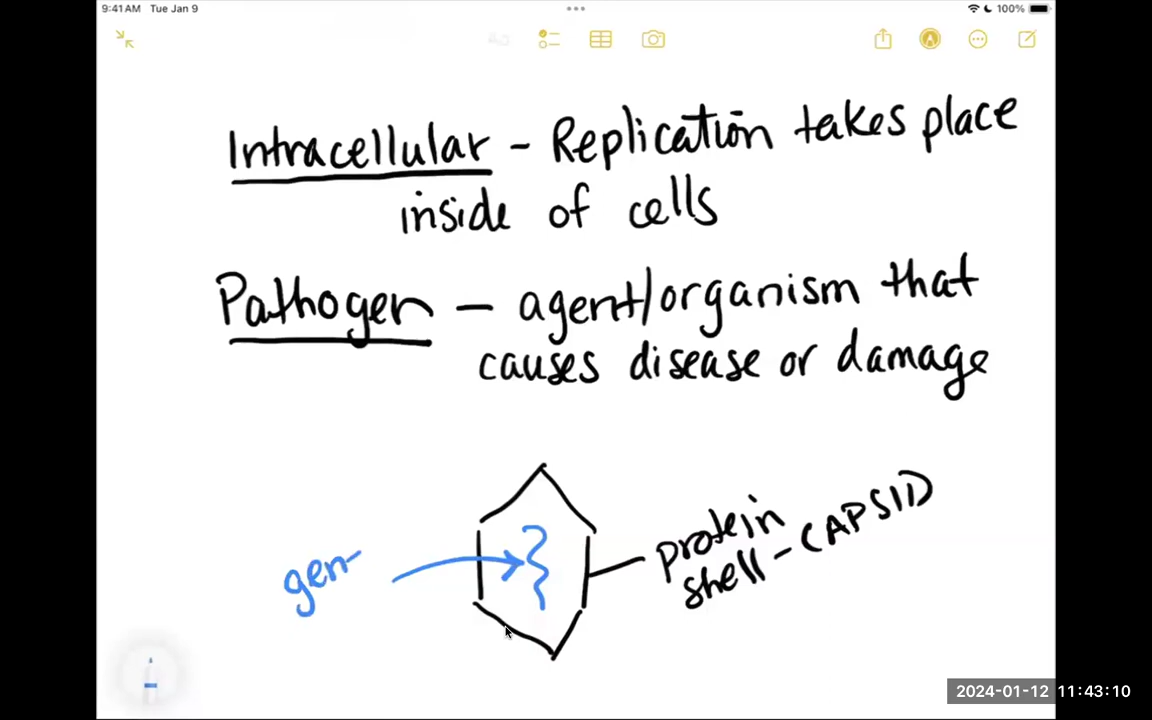 9:41 AM Tue Jan 9
100%
Intracellular - Replication takes place
inside of cells
Pathogen - agent/organism that
causes disease or damage
gen
protein
shell - CAPSID
2024-01-12 11:43:10